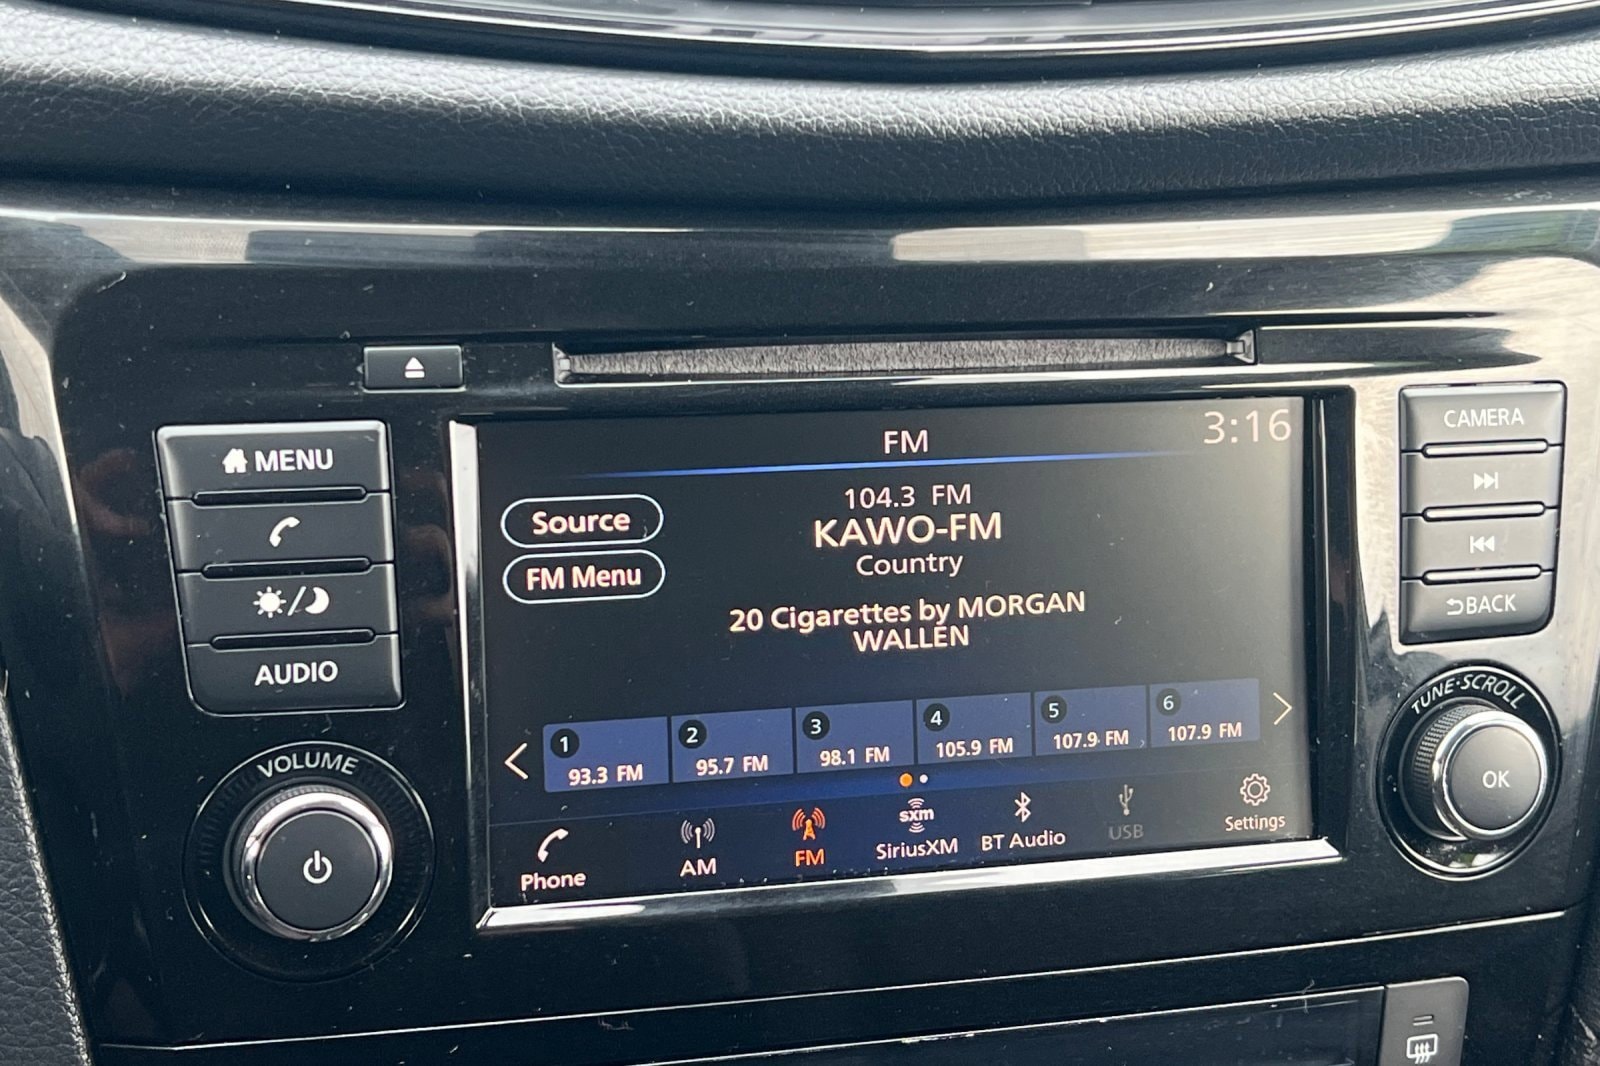 MENU
AUDIO
VOLUME
FM
3:16
Source
FM Menu
104.3 FM
KAWO-FM
Country
20 Cigarettes by MORGAN
WALLEN
1
93.3 FM
2
95.7 FM
3
98.1 FM
4
105.9 FM
5
107.9 FM
6
107.9 FM
Phone
AM
FM
sxm
SiriusXM
BT Audio
USB
Settings
CAMERA
BACK
TUNE·SCROLL
OK